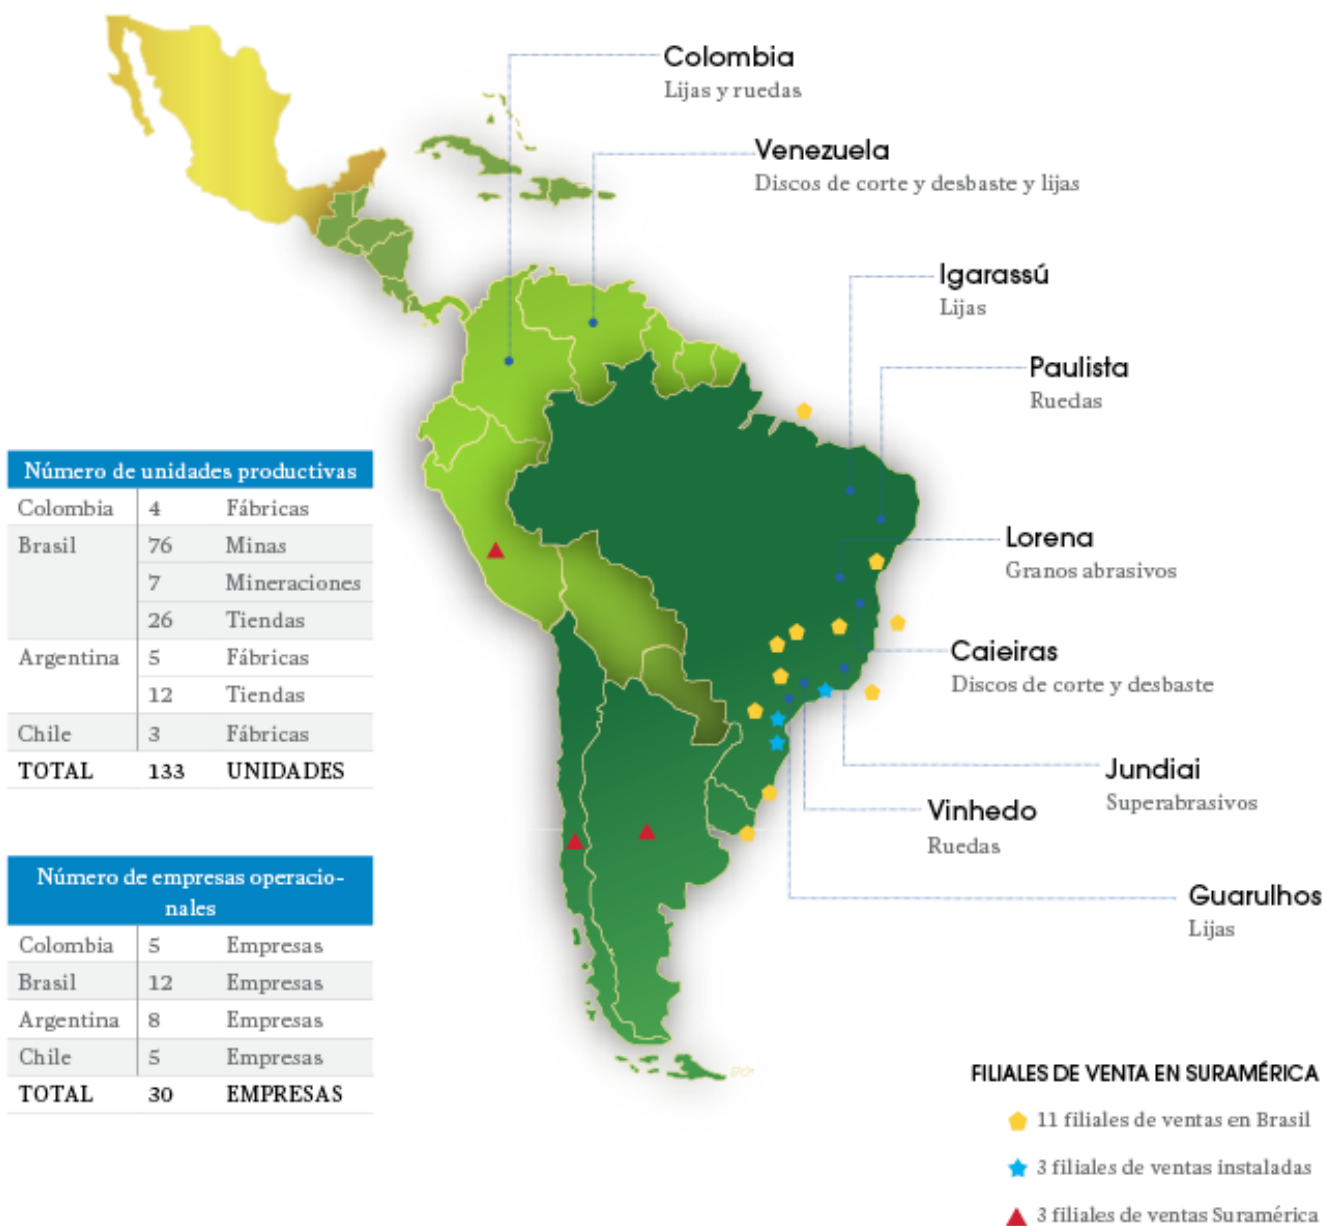 Colombia
Lijas y ruedas
Venezuela
Discos de corte y desbaste y lijas
Igarassú
Lijas
Paulista
Ruedas
Lorena
Granos abrasivos
Caieiras
Discos de corte y desbaste
Jundiai
Superabrasivos
Vinhedo
Ruedas
Guarulhos
Lijas
Número de unidades productivas
Colombia 4 Fábricas
Brasil 76 Minas
7 Mineraciones
26 Tiendas
Argentina 5 Fábricas
12 Tiendas
Chile 3 Fábricas
TOTAL 133 UNIDADES
Número de empresas operacio-
nales
Colombia 5 Empresas
Brasil 12 Empresas
Argentina 8 Empresas
Chile 5 Empresas
TOTAL 30 EMPRESAS
FILIALES DE VENTA EN SURAMÉRICA
11 filiales de ventas en Brasil
3 filiales de ventas instaladas
3 filiales de ventas Suramérica